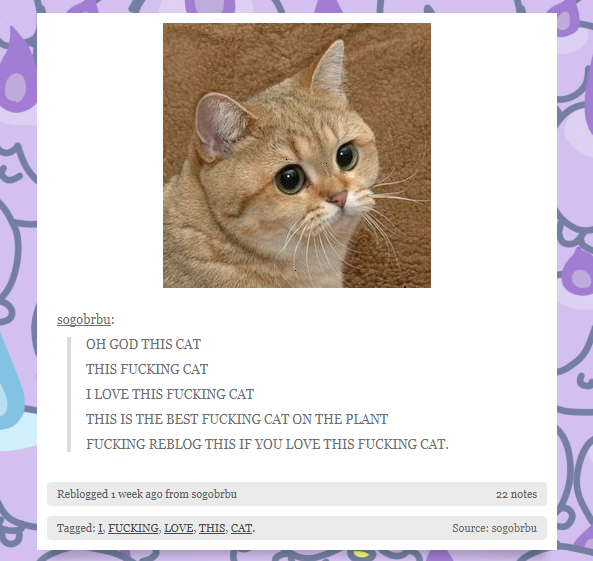 sogobrbu:
OH GOD THIS CAT
THIS FUCKING CAT
I LOVE THIS FUCKING CAT
THIS IS THE BEST FUCKING CAT ON THE PLANT
FUCKING REBLOG THIS IF YOU LOVE THIS FUCKING CAT.
Reblogged 1 week ago from sogobrbu 22 notes
Tagged: I, FUCKING, LOVE, THIS, CAT. Source: sogobrbu